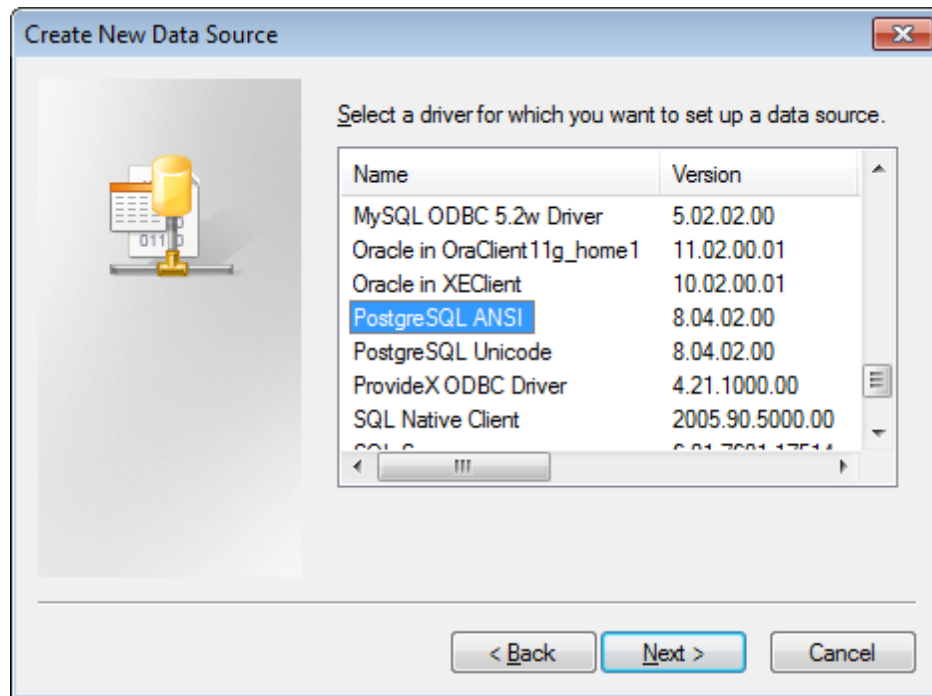 Create New Data Source
Select a driver for which you want to set up a data source.
Name Version
MySQL ODBC 5.2w Driver 5.02.02.00
Oracle in OraClient11g_home1 11.02.00.01
Oracle in XEClient 10.02.00.01
PostgreSQL ANSI 8.04.02.00
PostgreSQL Unicode 8.04.02.00
ProvideX ODBC Driver 4.21.1000.00
SQL Native Client 2005.90.5000.00
< Back Next > Cancel